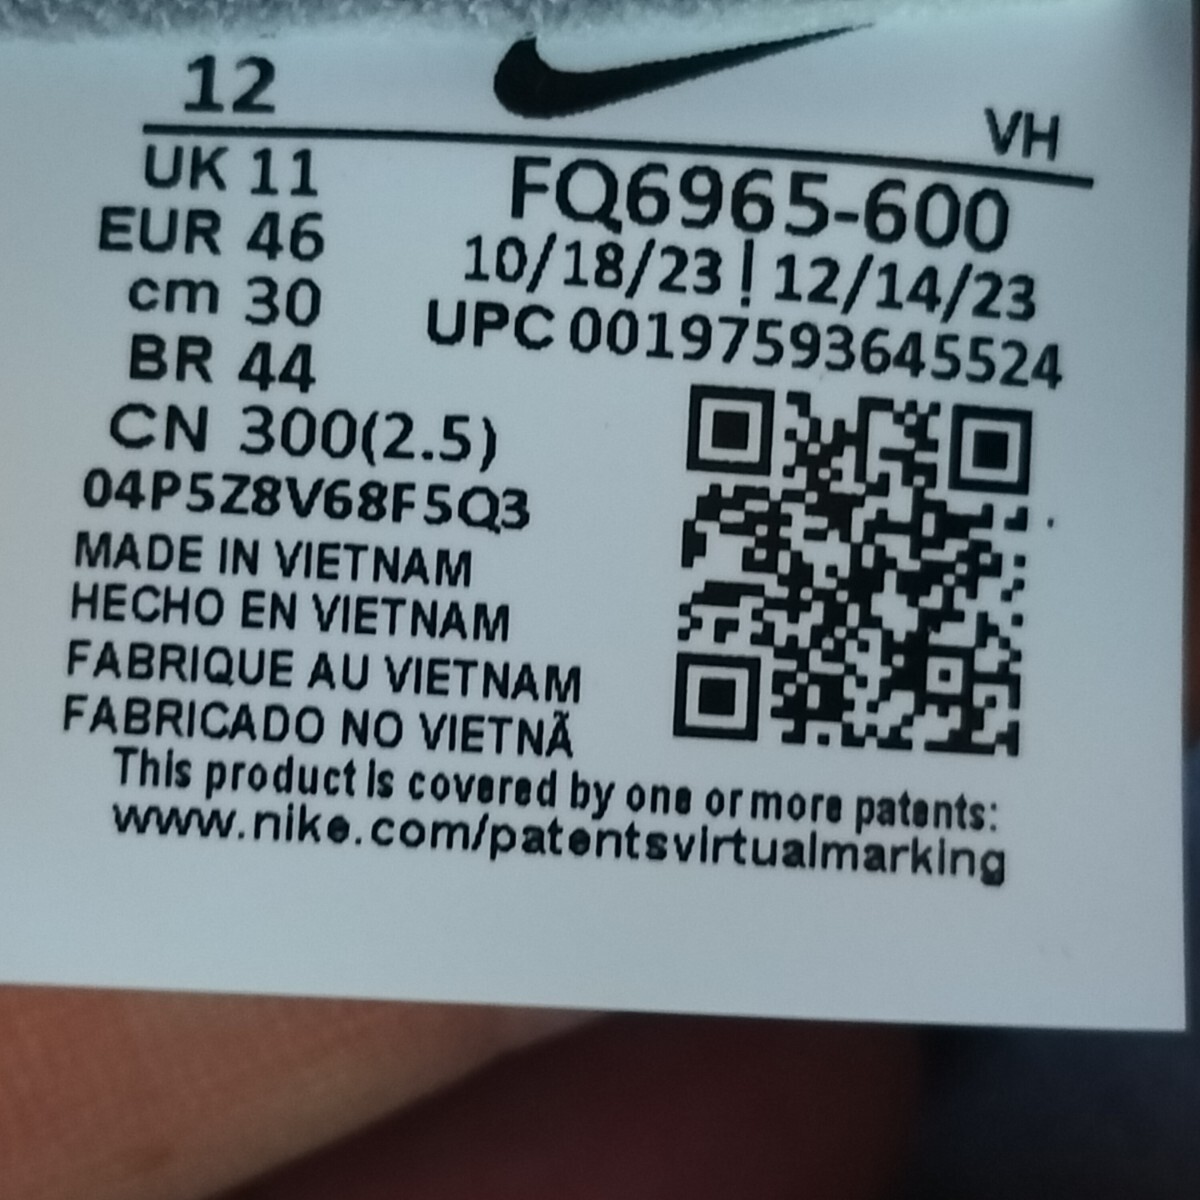 12
VH
UK 11
EUR 46
cm 30
BR 44
CN 300(2.5)
FQ6965-600
10/18/23 | 12/14/23
UPC 00197593645524
04P5Z8V68F5Q3
MADE IN VIETNAM
HECHO EN VIETNAM
FABRIQUE AU VIETNAM
FABRICADO NO VIETNÃ
This product is covered by one or more patents:
www.nike.com/patentsvirtualmarking